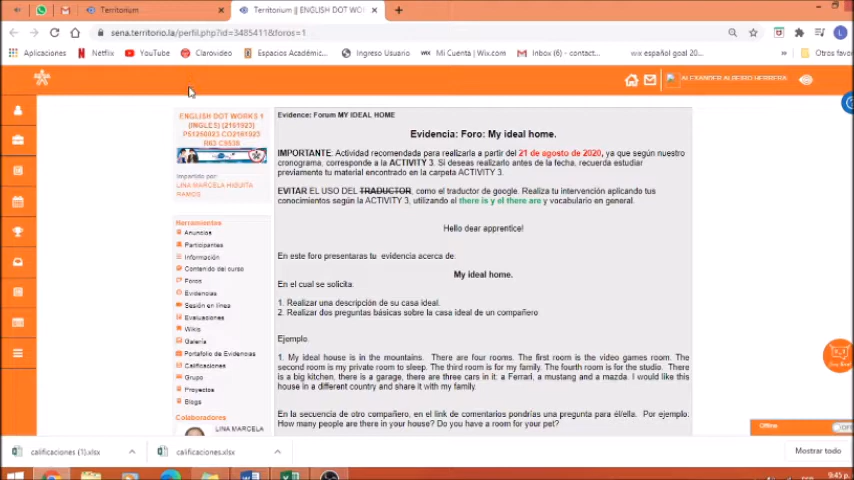 Territorium
Territorium || ENGLISH DOT WO
sena.territorio.la/perfil.php?id=3485411&foros=1
Aplicaciones
Netflix
YouTube
Clarovideo
Espacios Académic...
Ingreso Usuario
Mi Cuenta | Wix.com
Inbox (6) - contact...
wix español goal 20...
Otros favo
ALEXANDER ALBEIRO HERRERA
ENGLISH DOT WORKS 1
(INGLES) (2161923)
Impartido por:
LINA MARCELA HIGUITA
RAMOS
Herramientas
Anuncios
Participantes
Información
Contenido del curso
Foros
Evidencias
Sesión en línea
Evaluaciones
Wikis
Galería
Portafolio de Evidencias
Calificaciones
Grupo
Proyectos
Blogs
Colaboradores
LINA MARCELA
Evidence: Forum MY IDEAL HOME
Evidencia: Foro: My ideal home.
IMPORTANTE: Actividad recomendada para realizarla a partir del 21 de agosto de 2020, ya que según nuestro
cronograma, corresponde a la ACTIVITY 3. Si deseas realizarlo antes de la fecha, recuerda estudiar
previamente tu material encontrado en la carpeta ACTIVITY 3.
EVITAR EL USO DEL TRADUCTOR, como el traductor de google. Realiza tu intervención aplicando tus
conocimientos según la ACTIVITY 3, utilizando el there is y el there are y vocabulario en general.
Hello dear apprentice!
En este foro presentaras tu evidencia acerca de
My ideal home.
En el cual se solicita.
1. Realizar una descripción de su casa ideal.
2. Realizar dos preguntas básicas sobre la casa ideal de un compañero
Ejemplo.
1. My ideal house is in the mountains. There are four rooms. The first room is the video games room. The
second room is my private room to sleep. The third room is for my family. The fourth room is for the studio. There
is a big kitchen, there is a garage, there are three cars in it: a Ferrari, a mustang and a mazda. I would like this
house in a different country and share it with my family.
En la secuencia de otro compañero, en el link de comentarios pondrías una pregunta para él/ella. Por ejemplo.
How many people are there in your house? Do you have a room for your pet?
Offline
calificaciones (1).xlsx
calificaciones.xlsx
Mostrar todo
9:45 p.